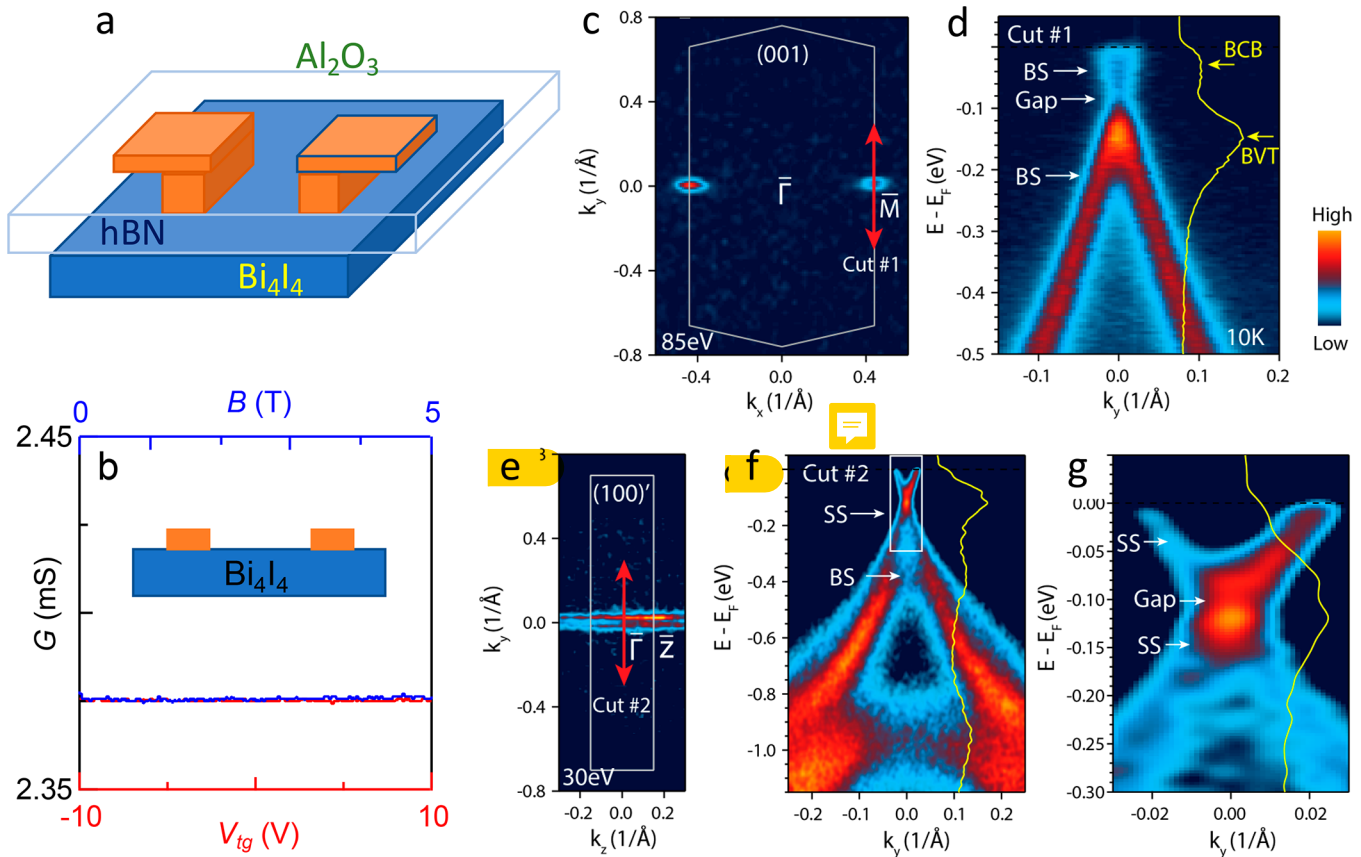 a
Al₂O₃
hBN
Bi₄I₄
b
B (T)
0
5
2.45
G (mS)
Bi₄I₄
2.35
-10
10
Vtg (V)
c
0.8
(001)
0.4
ky (1/Å)
0.0
Γ̄
M̄
Cut #1
-0.4
-0.8
85eV
-0.4
0.0
0.4
kx (1/Å)
d
Cut #1
BCB
BS
Gap
BVT
BS
E - EF (eV)
-0.1
-0.2
-0.3
-0.4
-0.5
10K
-0.1
0.0
0.1
0.2
ky (1/Å)
High
Low
e
(100)'
0.4
ky (1/Å)
0.0
Γ̄
Z̄
Cut #2
-0.4
-0.8
30eV
-0.2
0.0
0.2
kz (1/Å)
f
Cut #2
SS
BS
E - EF (eV)
-0.2
-0.4
-0.6
-0.8
-1.0
-0.2
-0.1
0.0
0.1
0.2
ky (1/Å)
g
0.00
SS
-0.05
Gap
-0.10
SS
-0.15
-0.20
-0.25
-0.30
E - EF (eV)
-0.02
0.00
0.02
ky (1/Å)